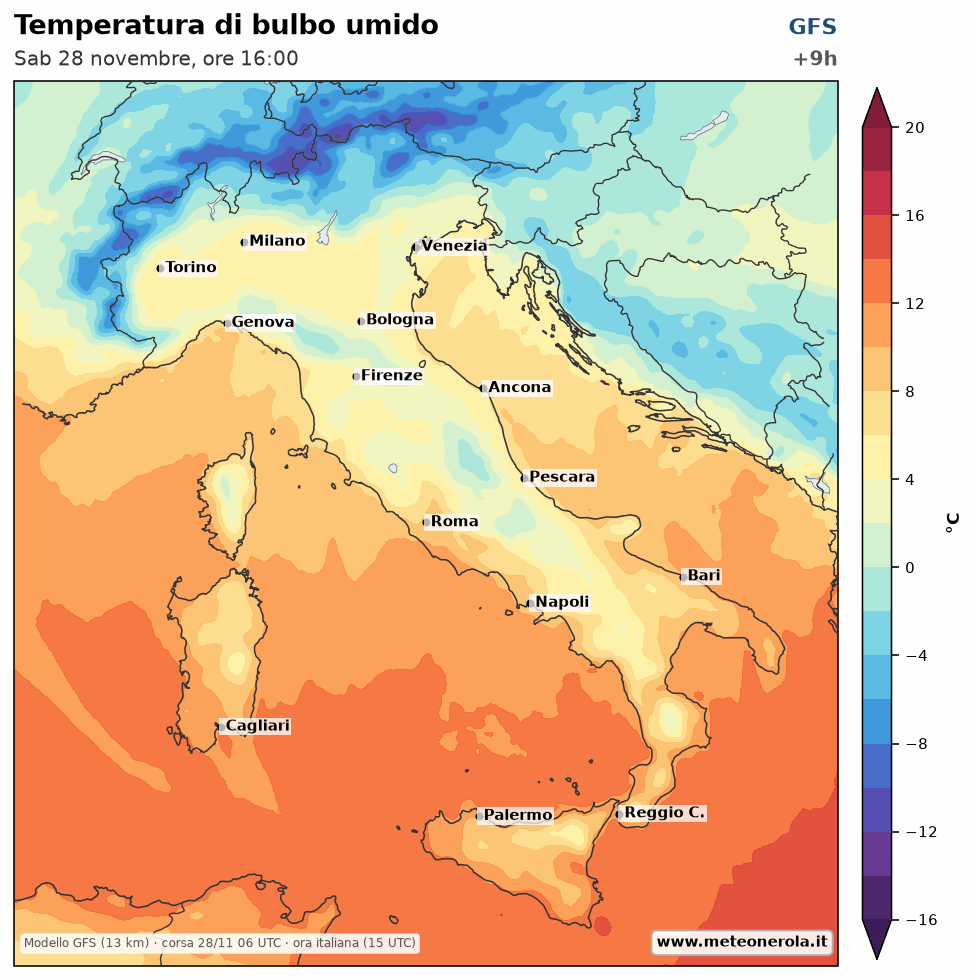 Temperatura di bulbo umido
GFS
Sab 28 novembre, ore 16:00
+9h
Milano
Venezia
Torino
Genova
Bologna
Firenze
Ancona
Pescara
Roma
Bari
Napoli
Cagliari
Palermo
Reggio C.
20
16
12
8
4
0
−4
−8
−12
−16
°C
Modello GFS (13 km) · corsa 28/11 06 UTC · ora italiana (15 UTC)
www.meteonerola.it